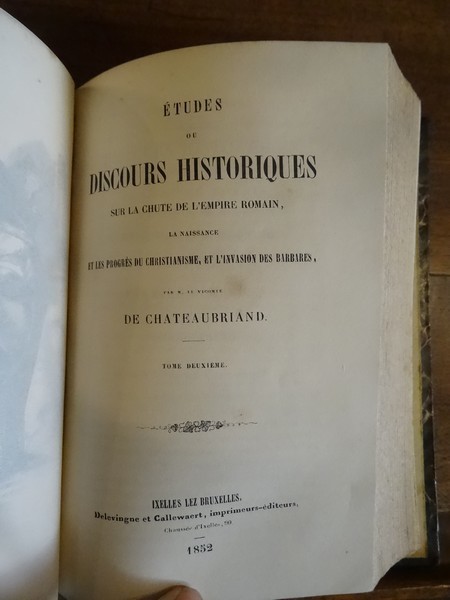 ÉTUDES
OU
DISCOURS HISTORIQUES
SUR LA CHUTE DE L'EMPIRE ROMAIN,
LA NAISSANCE
ET LES PROGRÈS DU CHRISTIANISME, ET L'INVASION DES BARBARES,
PAR M. LE VICOMTE
DE CHATEAUBRIAND.
TOME DEUXIÈME.
IXELLES LEZ BRUXELLES,
Delevingne et Callewaert, imprimeurs-éditeurs,
Chaussée d'Ixelles,
1852